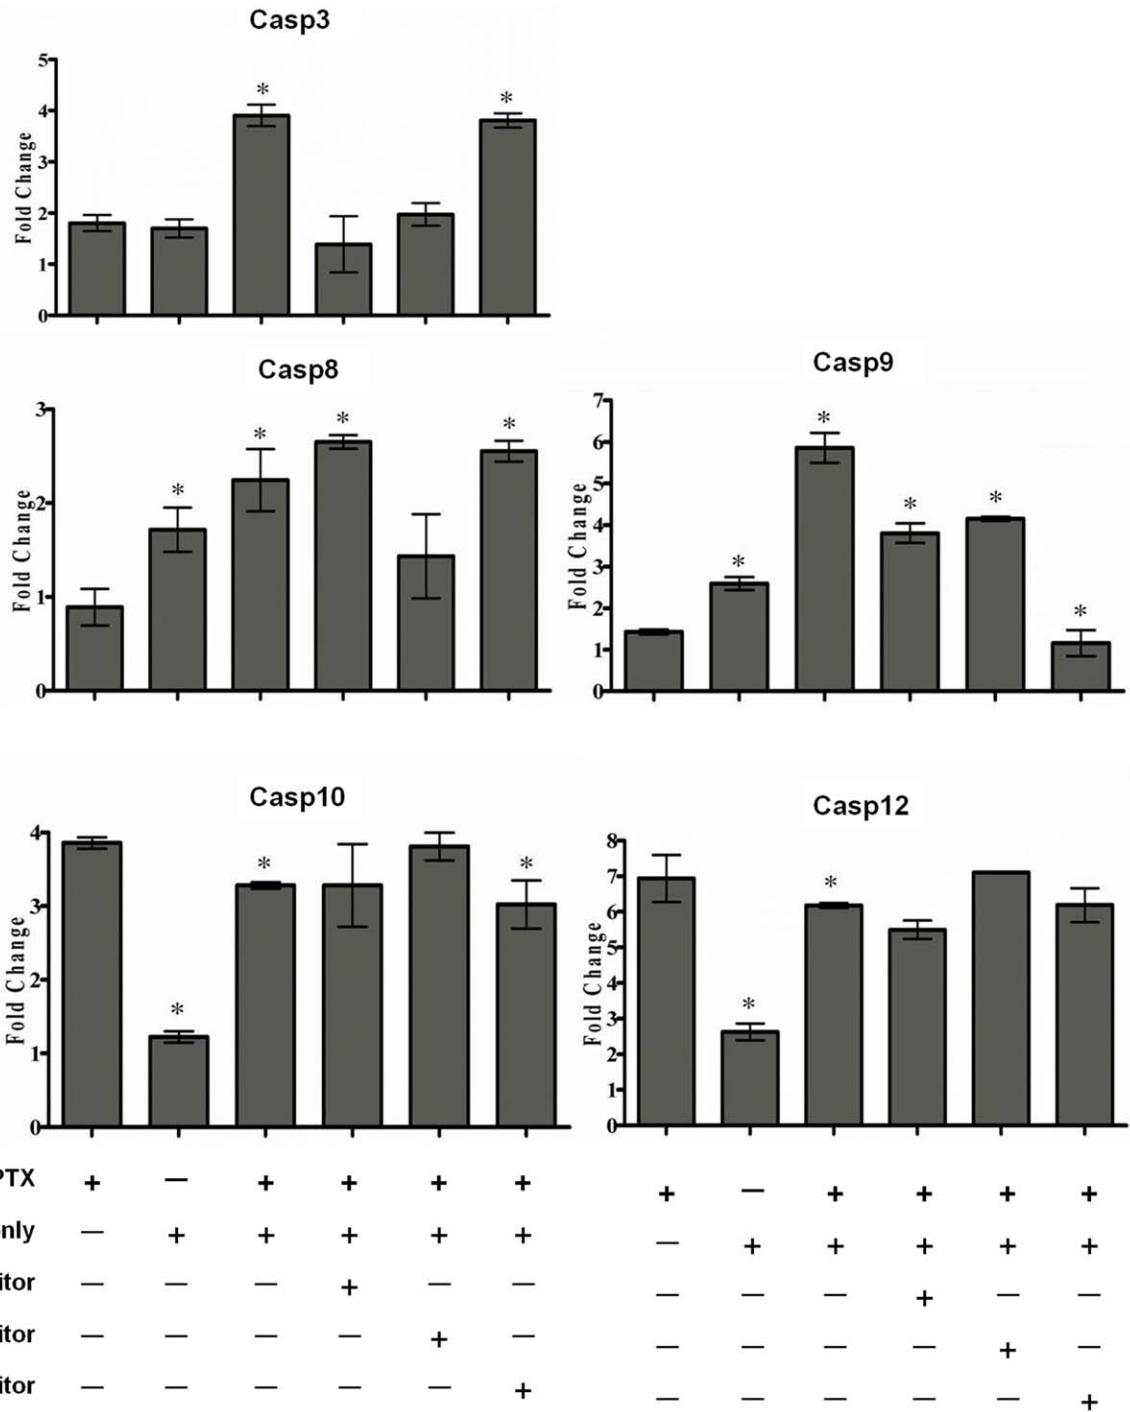 Casp3
*
*
5
4
3
2
1
0
Fold Change
Casp8
*
*
*
*
3
2
1
0
Fold Change
Casp9
*
*
*
*
*
7
6
5
4
3
2
1
0
Fold Change
Casp10
*
*
*
4
3
2
1
0
Fold Change
Casp12
*
*
8
7
6
5
4
3
2
1
0
Fold Change
PTX + — + + + +
nly — + + + + +
itor — — — + — —
itor — — — — + —
itor — — — — — +
+ — + + + +
— + + + + +
— — — + — —
— — — — + —
— — — — — +